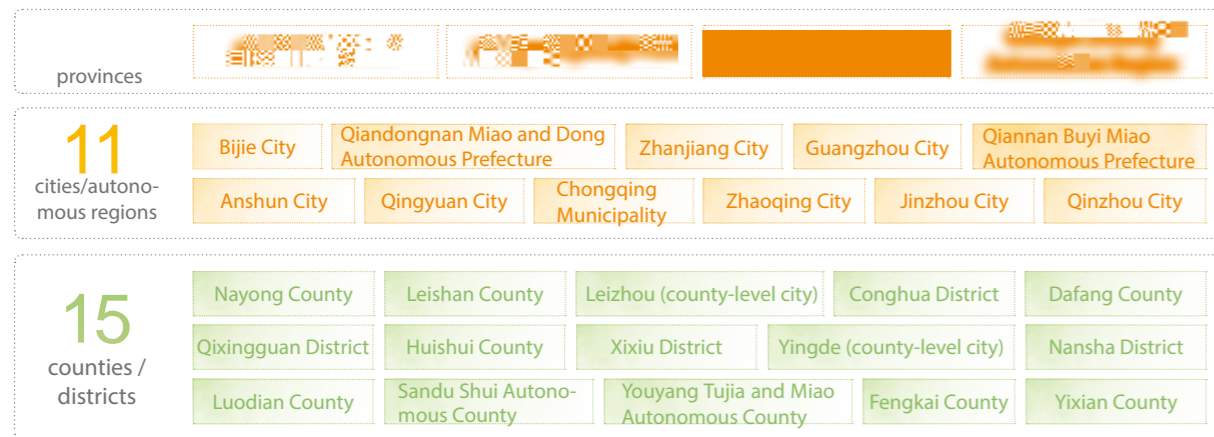 provinces
11
cities/autono-
mous regions
Bijie City
Qiandongnan Miao and Dong
Autonomous Prefecture
Zhanjiang City
Guangzhou City
Qiannan Buyi Miao
Autonomous Prefecture
Anshun City
Qingyuan City
Chongqing
Municipality
Zhaoqing City
Jinzhou City
Qinzhou City
15
counties /
districts
Nayong County
Leishan County
Leizhou (county-level city)
Conghua District
Dafang County
Qixingguan District
Huishui County
Xixiu District
Yingde (county-level city)
Nansha District
Luodian County
Sandu Shui Autono-
mous County
Youyang Tujia and Miao
Autonomous County
Fengkai County
Yixian County